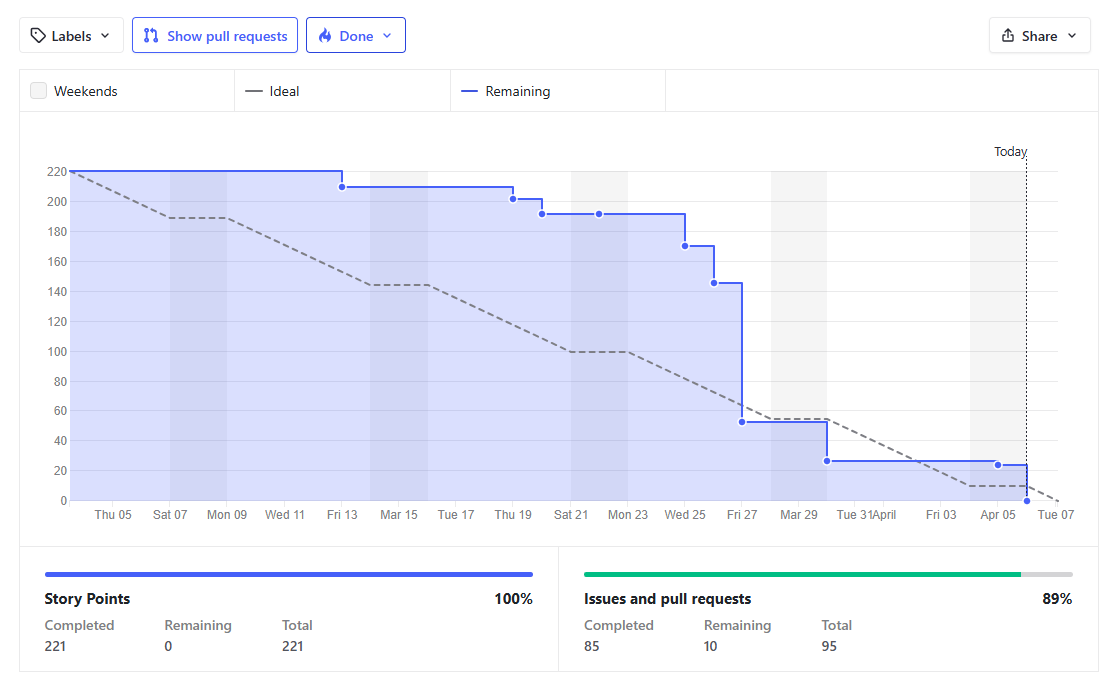 Labels Show pull requests Done Share
Weekends Ideal Remaining
Today
220
200
180
160
140
120
100
80
60
40
20
0
Thu 05 Sat 07 Mon 09 Wed 11 Fri 13 Mar 15 Tue 17 Thu 19 Sat 21 Mon 23 Wed 25 Fri 27 Mar 29 Tue 31 April Fri 03 Apr 05 Tue 07
Story Points 100%
Completed Remaining Total
221 0 221
Issues and pull requests 89%
Completed Remaining Total
85 10 95